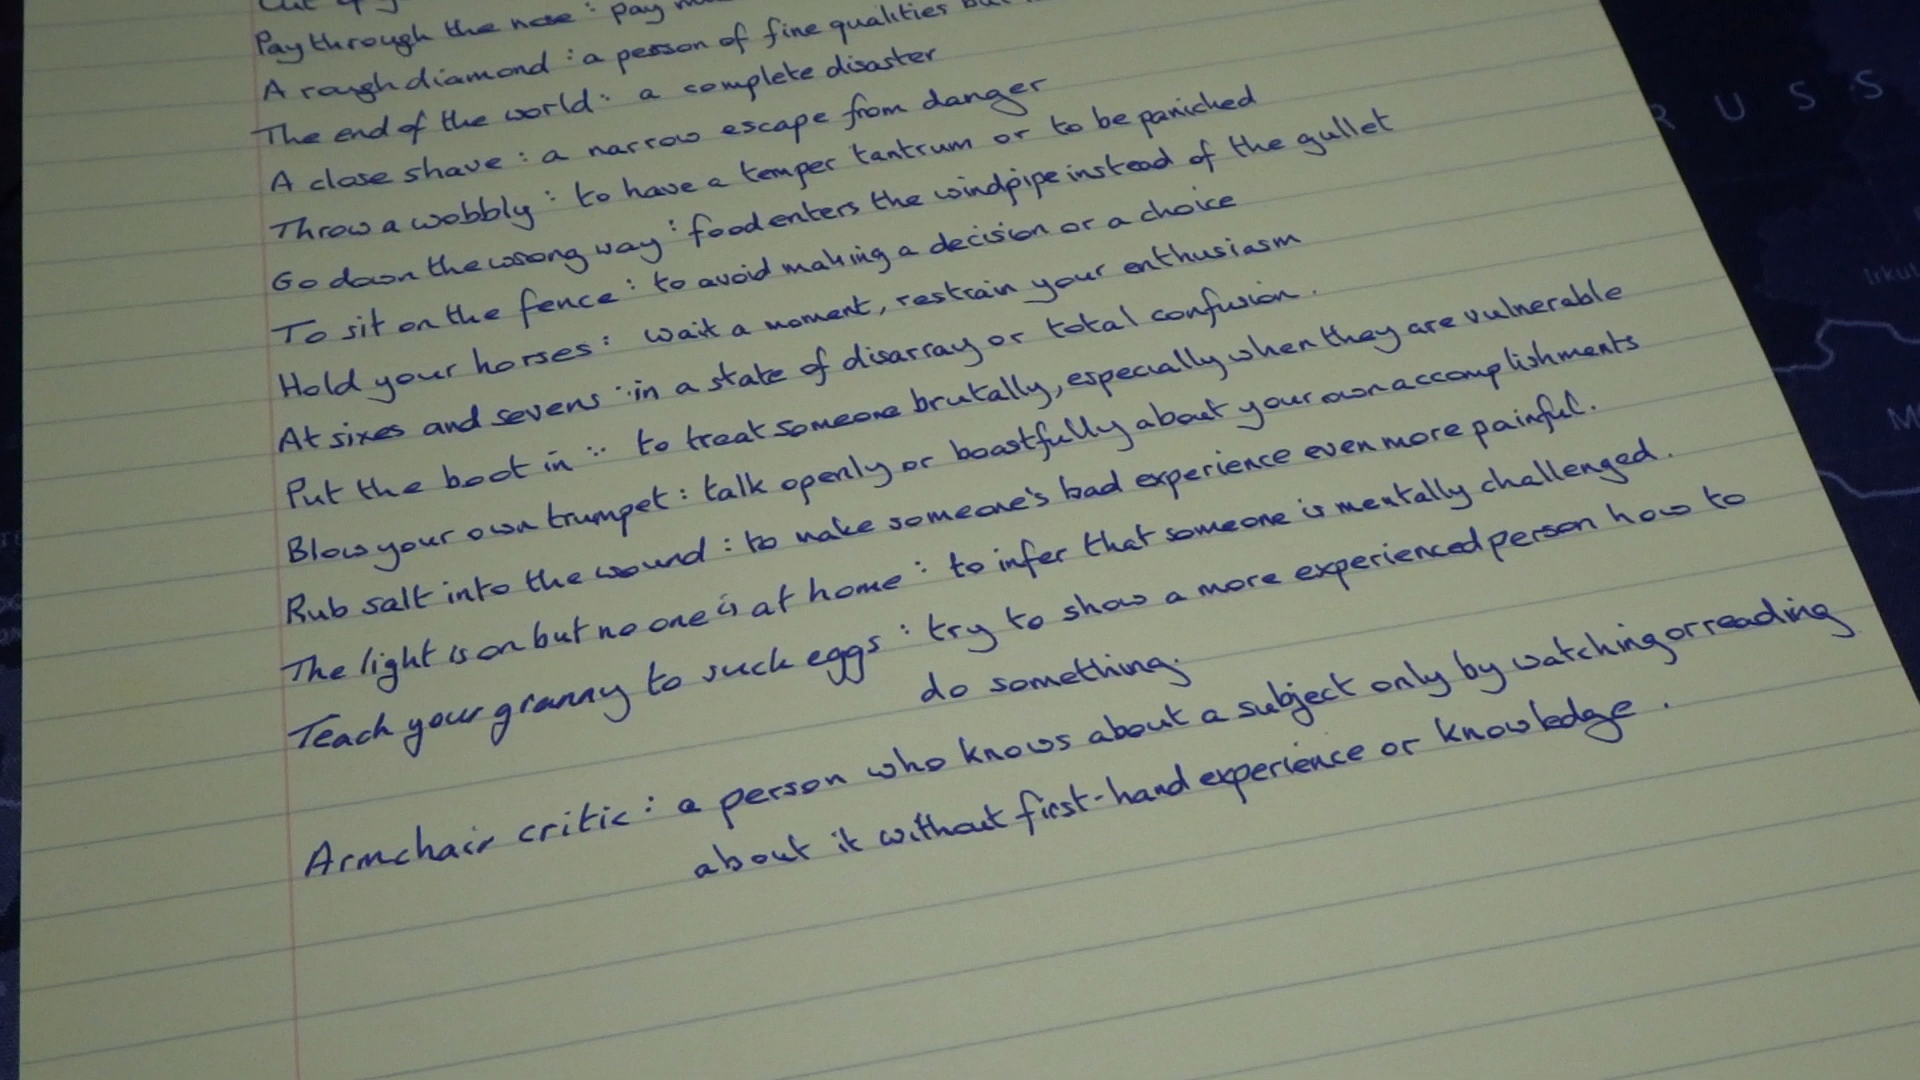 Pay through the nose : pay
A rough diamond : a person of fine qualities but
The end of the world : a complete disaster
A close shave : a narrow escape from danger
Throw a wobbly : to have a temper tantrum or to be panicked
Go down the wrong way : food enters the windpipe instead of the gullet
To sit on the fence : to avoid making a decision or a choice
Hold your horses : wait a moment, restrain your enthusiasm
At sixes and sevens : in a state of disarray or total confusion.
Put the boot in : to treat someone brutally, especially when they are vulnerable
Blow your own trumpet : talk openly or boastfully about your own accomplishments
Rub salt into the wound : to make someone's bad experience even more painful.
The light is on but no one is at home : to infer that someone is mentally challenged.
Teach your granny to suck eggs : try to show a more experienced person how to
do something.
Armchair critic : a person who knows about a subject only by watching or reading
about it without first-hand experience or knowledge.
R U S S
Irkut
M